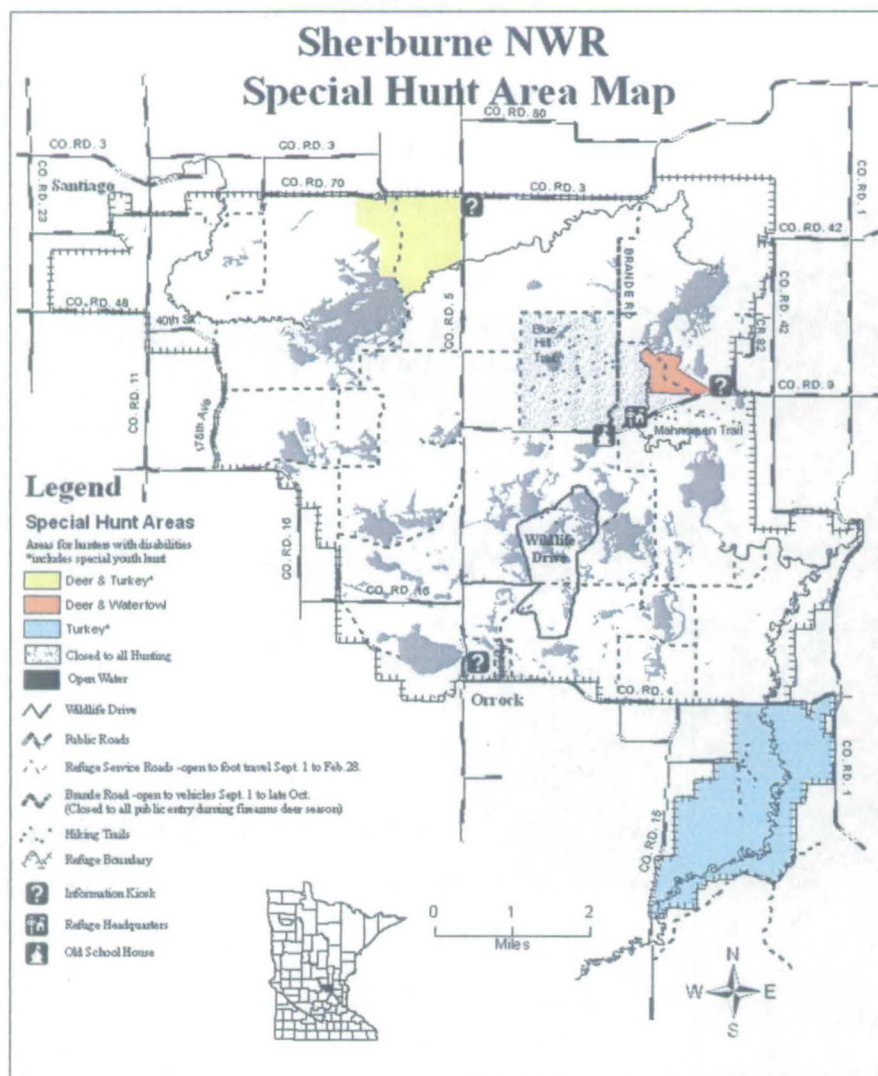 Sherburne NWR
Special Hunt Area Map
CO. RD. 80
CO. RD. 3
CO. RD. 3
CO. RD. 23
Santiago
CO. RD. 70
CO. RD. 3
CO. RD. 1
CO. RD. 42
CO. RD. 48
40th St
CO. RD. 5
BRANDE RD
Blue
Hill
Trail
CO. RD. 42
CR 82
CO. RD. 11
CO. RD. 9
Mahnomen Trail
175th Ave
Legend
Special Hunt Areas
Areas for hunters with disabilities
*includes special youth hunt
Deer & Turkey*
Deer & Waterfowl
Turkey*
Closed to all Hunting
Open Water
Wildlife Drive
Public Roads
Refuge Service Roads -open to foot travel Sept. 1 to Feb.28.
Brande Road -open to vehicles Sept. 1 to late Oct.
(Closed to all public entry durring firearms deer season)
Hiking Trails
Refuge Boundary
? Information Kiosk
Refuge Headquarters
Old School House
CO. RD. 16
Wildlife
Drive
CO. RD. 16
?
?
?
Orrock
CO. RD. 4
CO. RD. 1
CO. RD. 15
0 1 2
Miles
N
W E
S